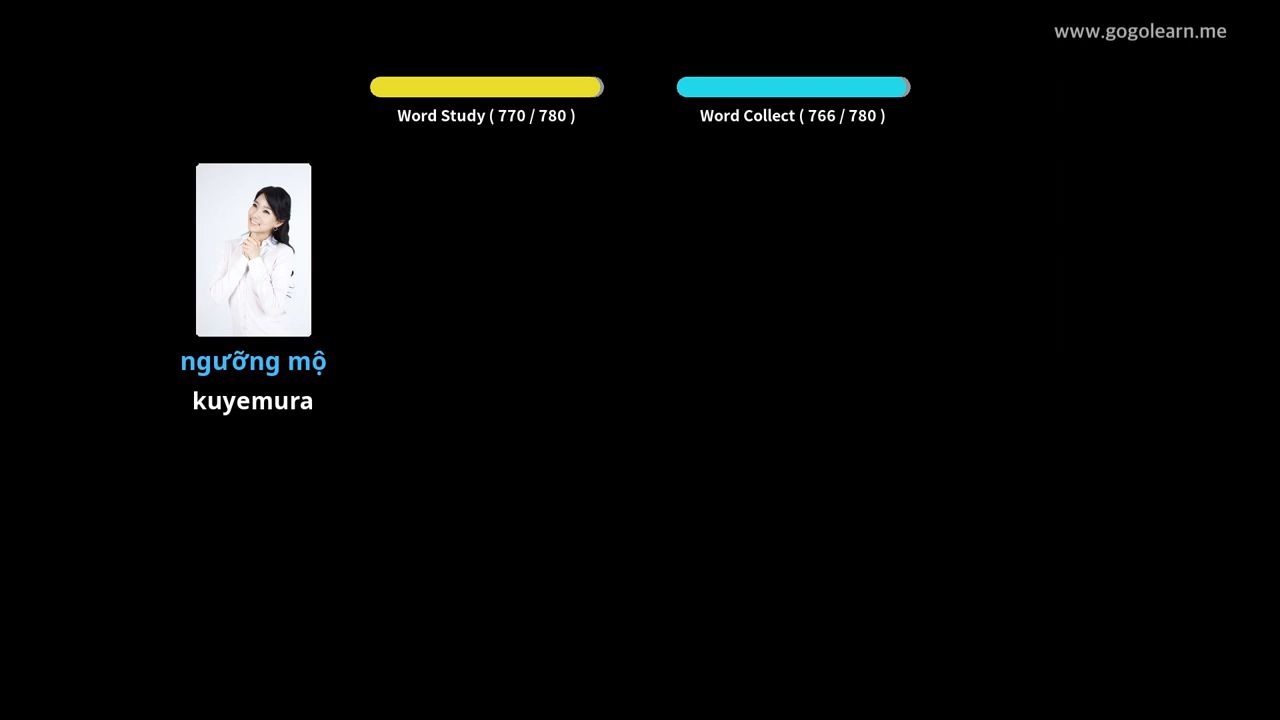 www.gogolearn.me
Word Study ( 770 / 780 )
Word Collect ( 766 / 780 )
ngưỡng mộ
kuyemura